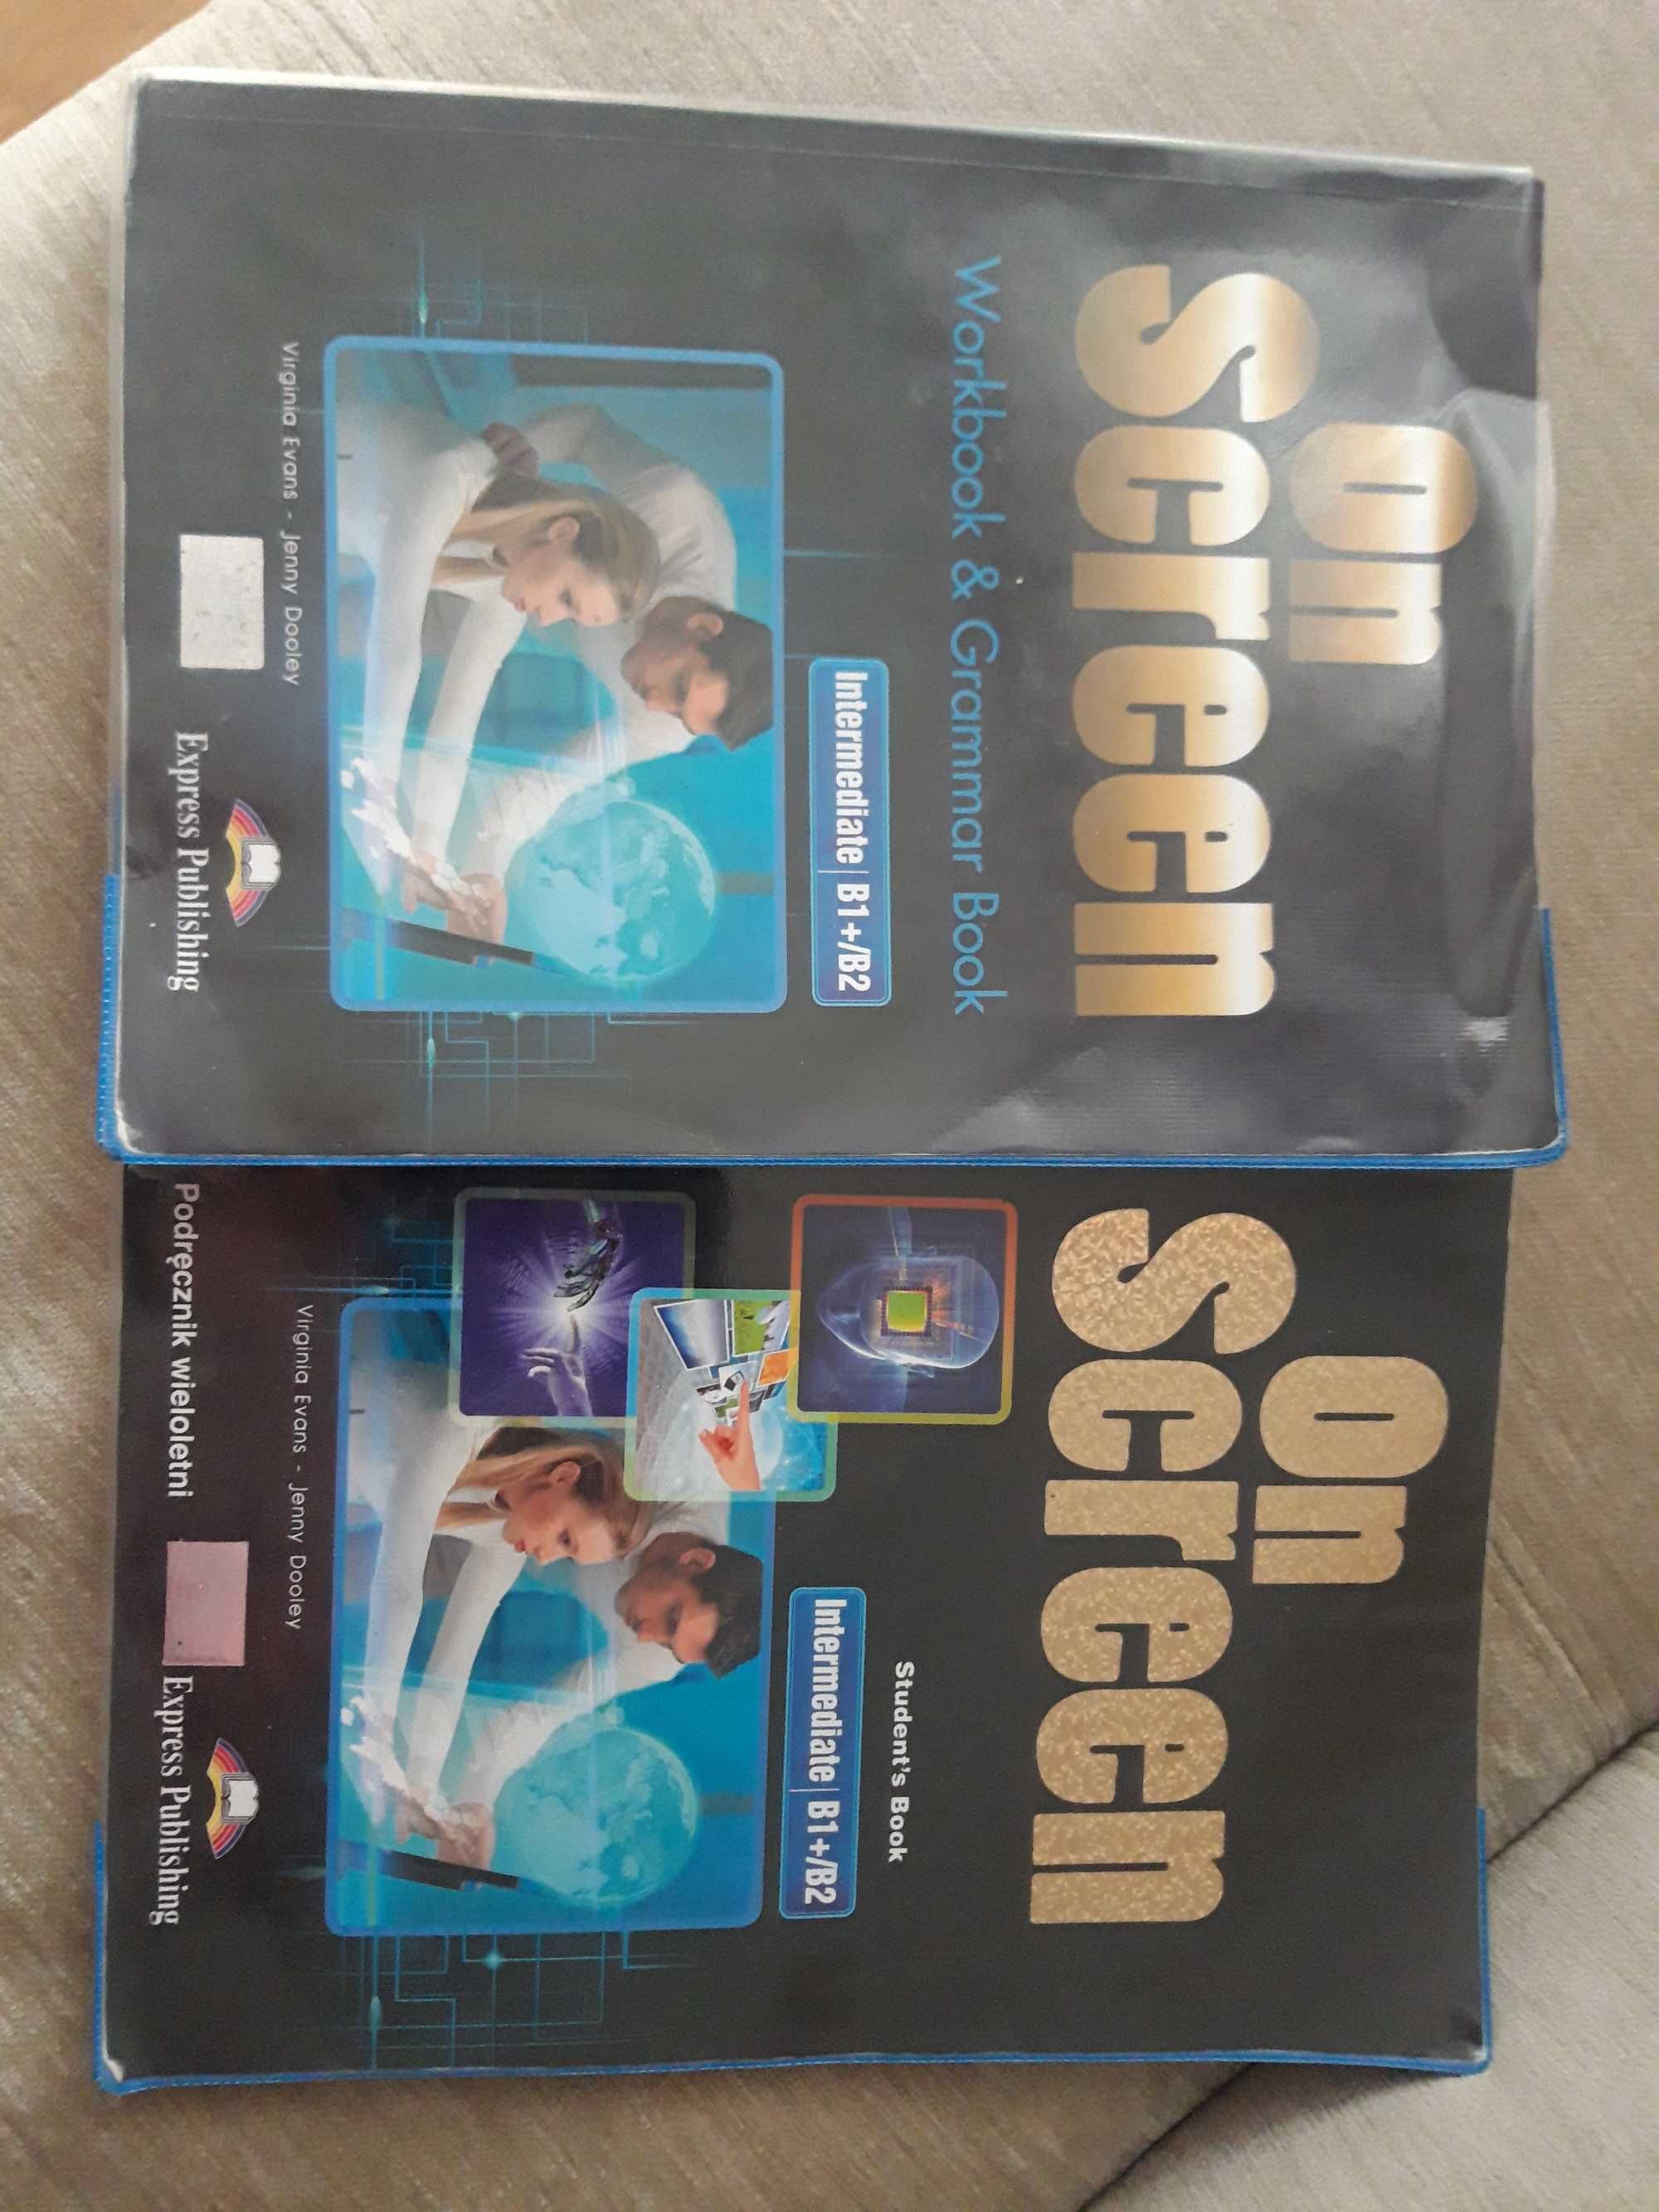 on
screen
Workbook & Grammar Book
Intermediate B1+/B2
Virginia Evans - Jenny Dooley
Express Publishing
on
screen
Student's Book
Intermediate B1+/B2
Virginia Evans - Jenny Dooley
Podręcznik wieloletni
Express Publishing